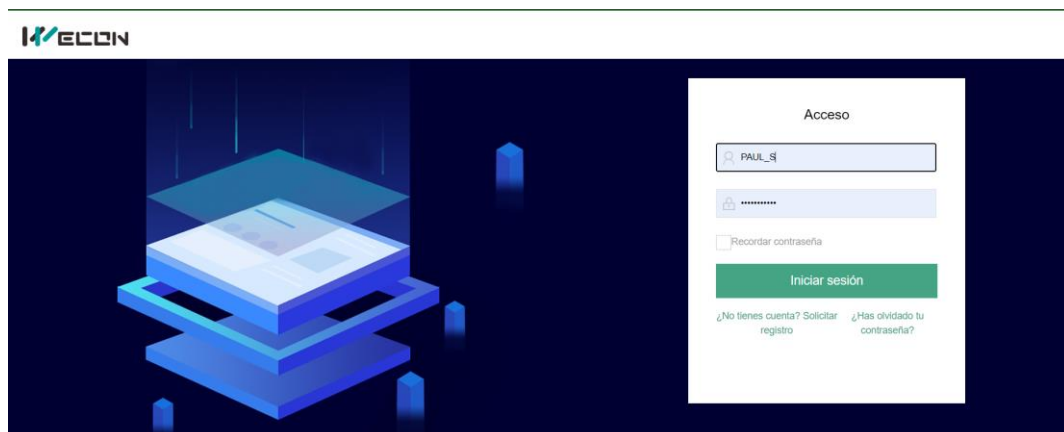 WECON
Acceso
PAUL_S
•••••••••••
Recordar contraseña
Iniciar sesión
¿No tienes cuenta? Solicitar
registro
¿Has olvidado tu
contraseña?